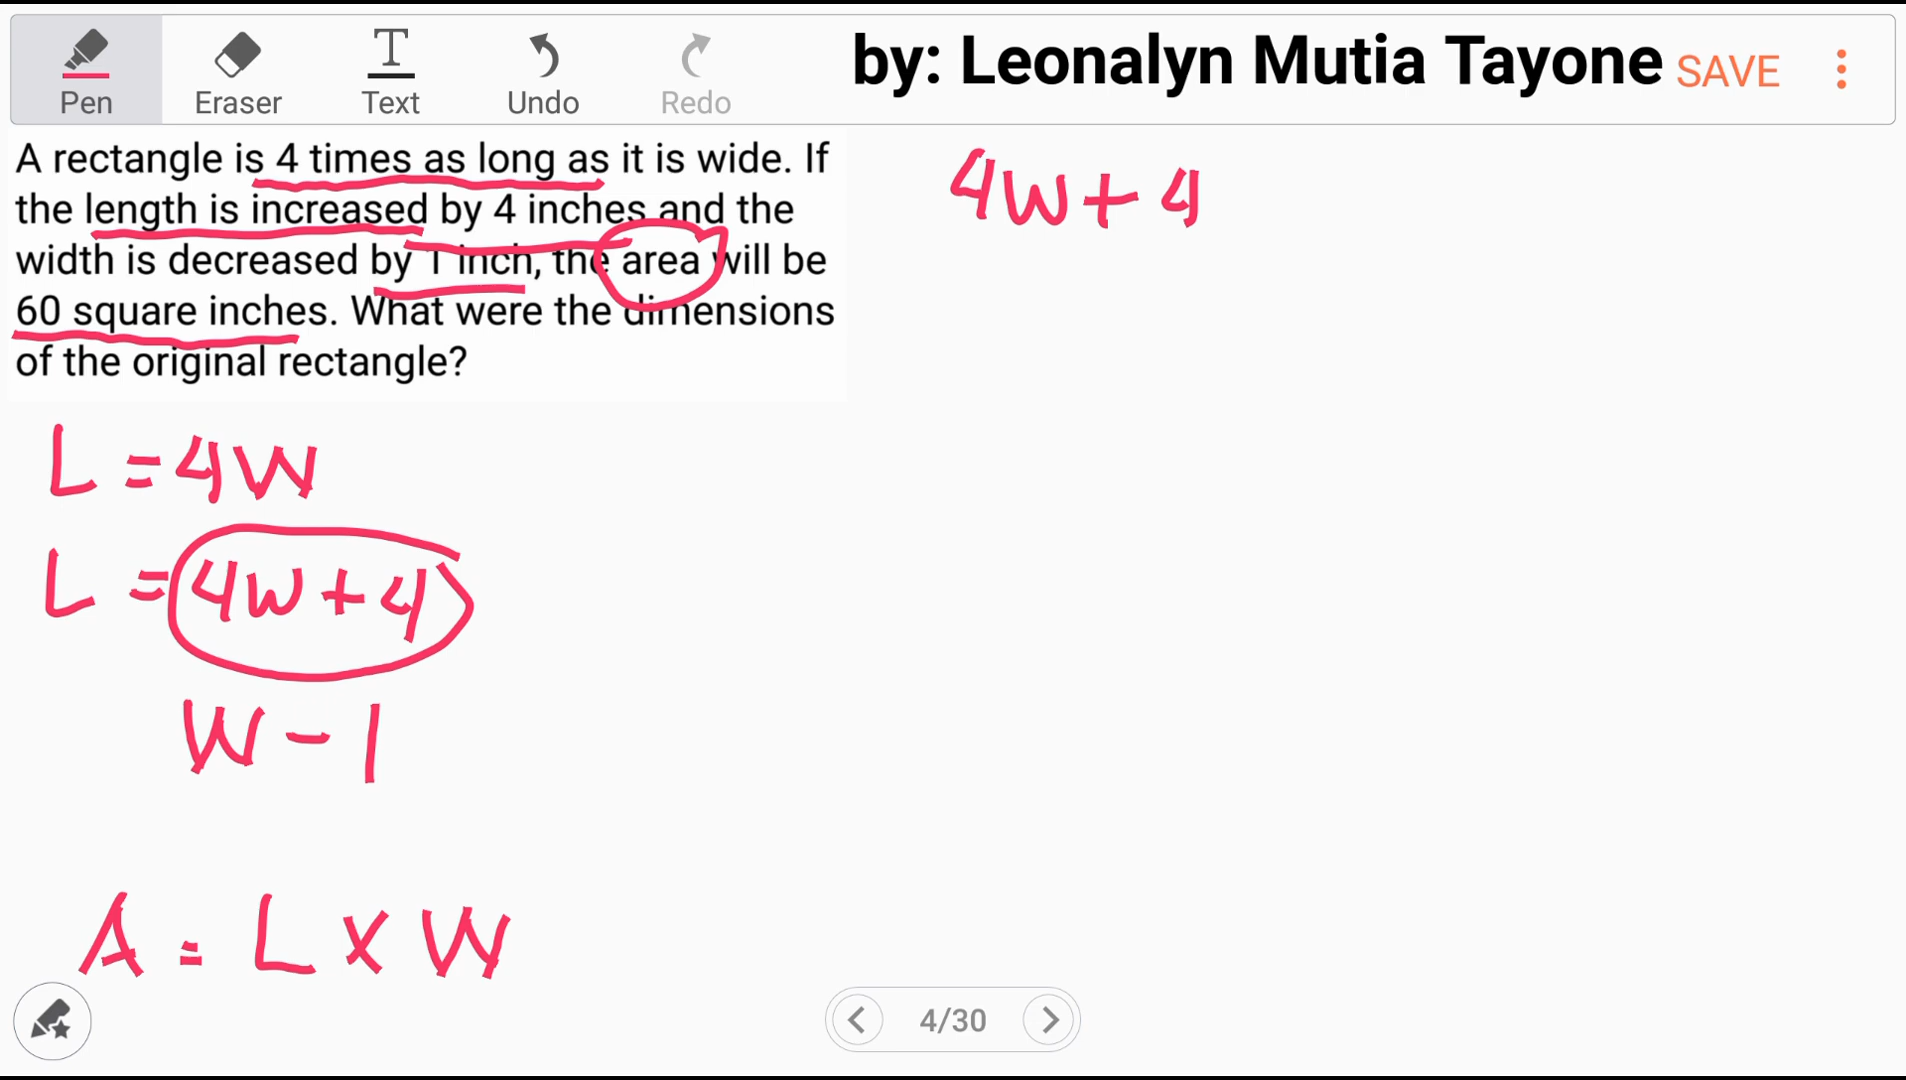 Pen Eraser Text Undo Redo by: Leonalyn Mutia Tayone SAVE
A rectangle is 4 times as long as it is wide. If
the length is increased by 4 inches and the
width is decreased by 1 inch, the area will be
60 square inches. What were the dimensions
of the original rectangle?
4W+4
L=4W
L=(4W+4)
W-1
A=LxW
4/30